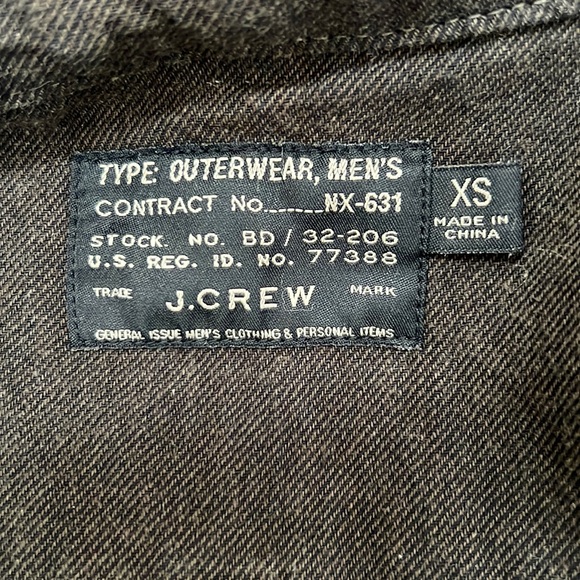 TYPE: OUTERWEAR, MEN'S
CONTRACT No.......... NX-631
STOCK. NO. BD / 32-206
U.S. REG. ID. NO. 77388
TRADE J.CREW MARK
GENERAL ISSUE MEN'S CLOTHING & PERSONAL ITEMS
XS
MADE IN
CHINA